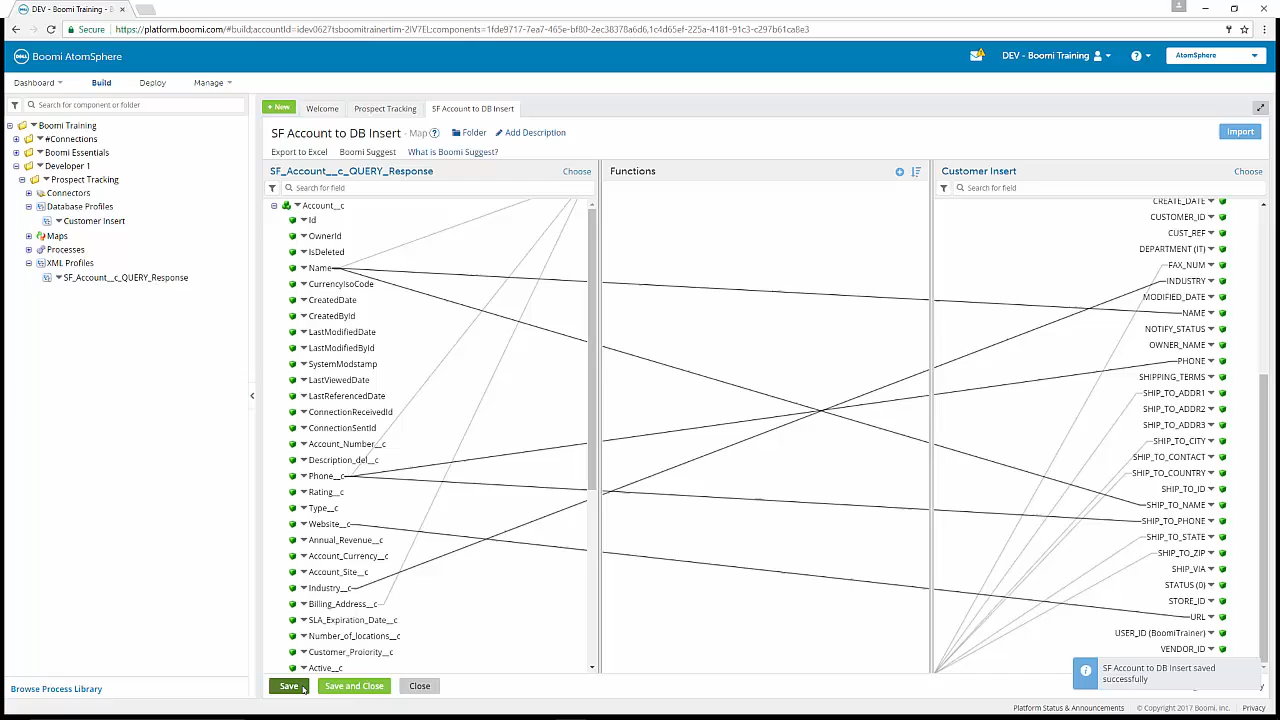 DEV - Boomi Training - B
Secure https://platform.boomi.com/#build;accountId=idev0627tsboomitrainertim-2IV7EL;components=1fde9717-7ea7-465e-bf80-2ec38378a6d6,1c4d65ef-225a-4181-91c3-c297b61ca8e3
Boomi AtomSphere
DEV - Boomi Training
AtomSphere
Dashboard
Build
Deploy
Manage
Search for component or folder
Boomi Training
#Connections
Boomi Essentials
Developer 1
Prospect Tracking
Connectors
Database Profiles
Customer Insert
Maps
Processes
XML Profiles
SF_Account__c_QUERY_Response
Browse Process Library
+ New
Welcome
Prospect Tracking
SF Account to DB Insert
SF Account to DB Insert - Map
Folder
Add Description
Import
Export to Excel
Boomi Suggest
What is Boomi Suggest?
SF_Account__c_QUERY_Response
Choose
Search for field
Account__c
Id
OwnerId
IsDeleted
Name
CurrencyIsoCode
CreatedDate
CreatedById
LastModifiedDate
LastModifiedById
SystemModstamp
LastViewedDate
LastReferencedDate
ConnectionReceivedId
ConnectionSentId
Account_Number__c
Description_del__c
Phone__c
Rating__c
Type__c
Website__c
Annual_Revenue__c
Account_Currency__c
Account_Site__c
Industry__c
Billing_Address__c
SLA_Expiration_Date__c
Number_of_locations__c
Customer_Proiority__c
Active__c
Functions
Customer Insert
Choose
Search for field
CREATE_DATE
CUSTOMER_ID
CUST_REF
DEPARTMENT (IT)
FAX_NUM
INDUSTRY
MODIFIED_DATE
NAME
NOTIFY_STATUS
OWNER_NAME
PHONE
SHIPPING_TERMS
SHIP_TO_ADDR1
SHIP_TO_ADDR2
SHIP_TO_ADDR3
SHIP_TO_CITY
SHIP_TO_CONTACT
SHIP_TO_COUNTRY
SHIP_TO_ID
SHIP_TO_NAME
SHIP_TO_PHONE
SHIP_TO_STATE
SHIP_TO_ZIP
SHIP_VIA
STATUS (0)
STORE_ID
URL
USER_ID (BoomiTrainer)
VENDOR_ID
SF Account to DB Insert saved
successfully
Save
Save and Close
Close
Platform Status & Announcements
© Copyright 2017 Boomi, Inc.
Privacy